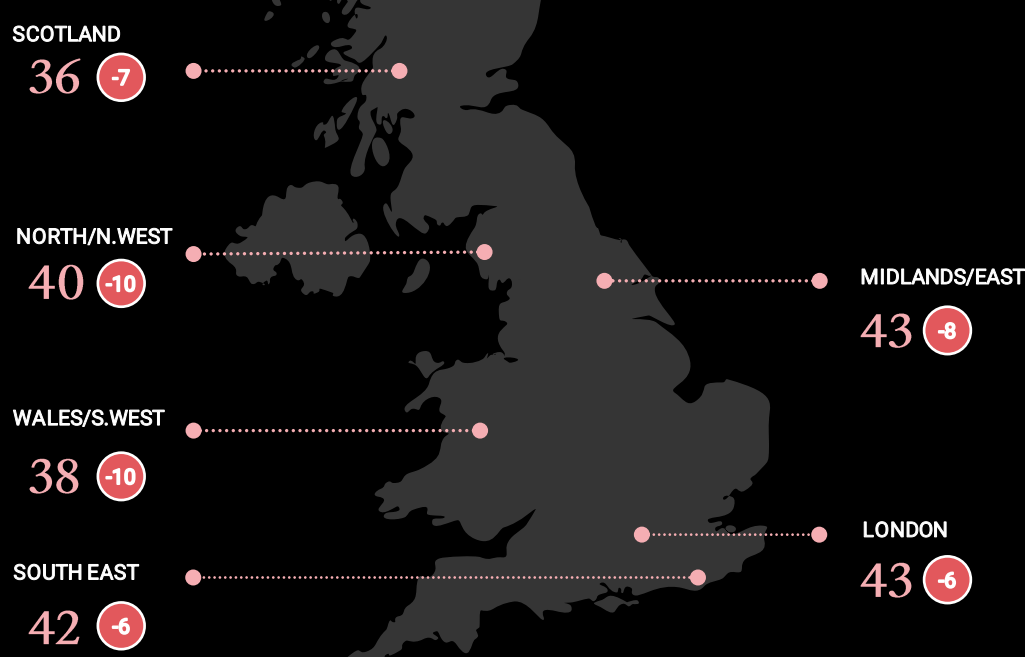 SCOTLAND
36 -7
NORTH/N.WEST
40 -10
MIDLANDS/EAST
43 -8
WALES/S.WEST
38 -10
LONDON
43 -6
SOUTH EAST
42 -6